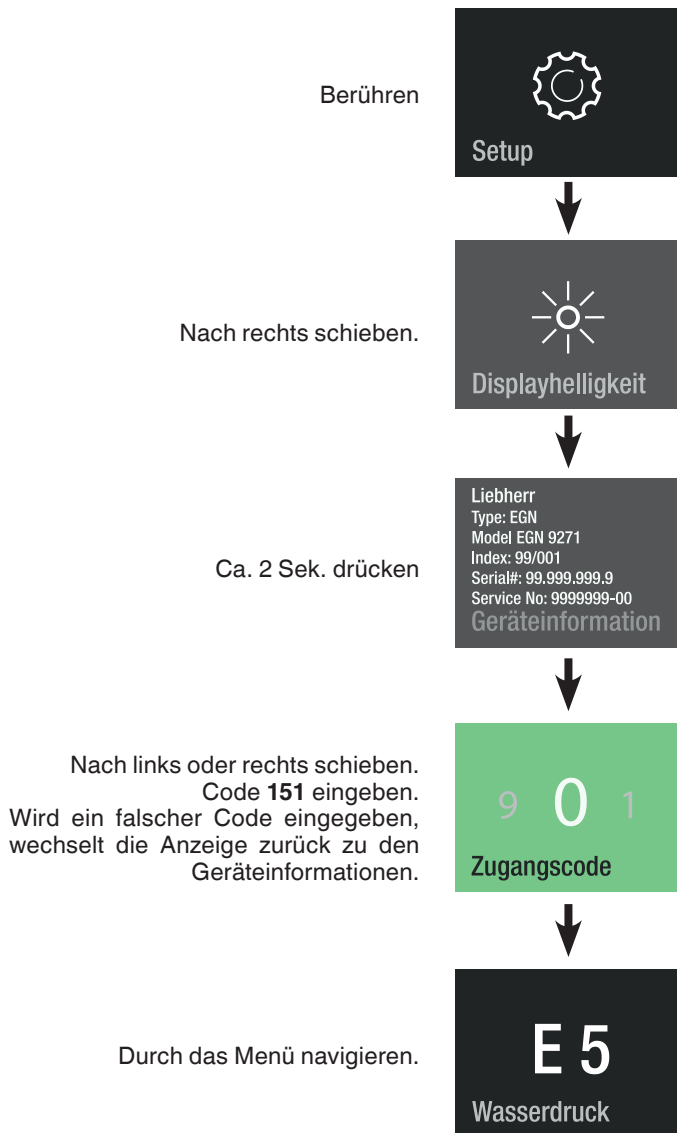 Berühren
Setup
Nach rechts schieben.
Displayhelligkeit
Ca. 2 Sek. drücken
Liebherr
Type: EGN
Model EGN 9271
Index: 99/001
Serial#: 99.999.999.9
Service No: 9999999-00
Geräteinformation
Nach links oder rechts schieben.
Code 151 eingeben.
Wird ein falscher Code eingegeben,
wechselt die Anzeige zurück zu den
Geräteinformationen.
9 0 1
Zugangscode
Durch das Menü navigieren.
E 5
Wasserdruck